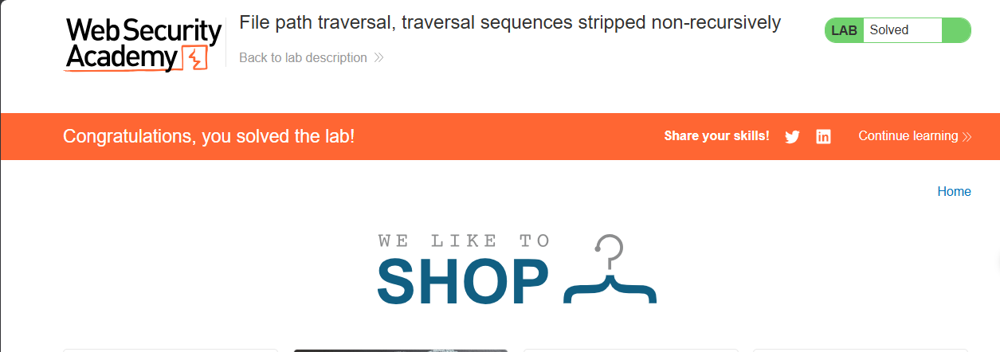 Web Security
Academy
File path traversal, traversal sequences stripped non-recursively
Back to lab description
LAB Solved
Congratulations, you solved the lab!
Share your skills!
Continue learning
Home
WE LIKE TO
SHOP